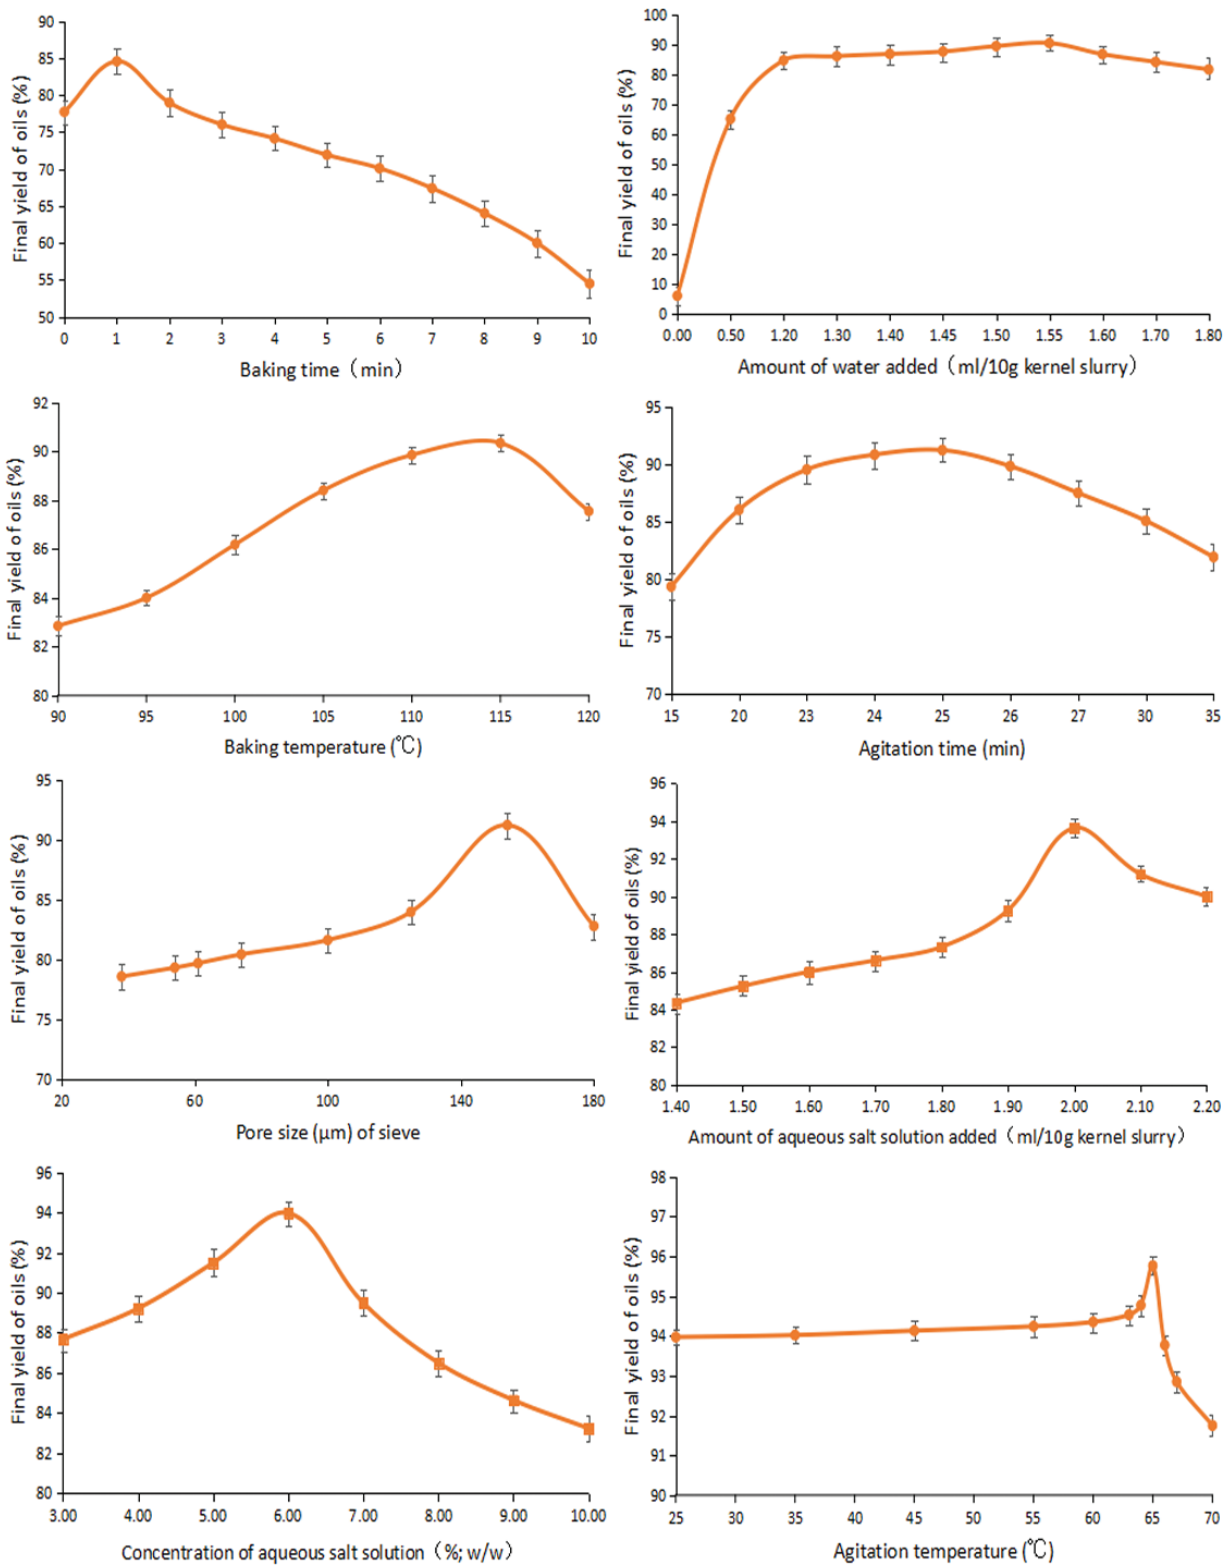 Final yield of oils (%)
90
85
80
75
70
65
60
55
50
0 1 2 3 4 5 6 7 8 9 10
Baking time（min）
Final yield of oils (%)
100
90
80
70
60
50
40
30
20
10
0
0.00 0.50 1.20 1.30 1.40 1.45 1.50 1.55 1.60 1.70 1.80
Amount of water added（ml/10g kernel slurry）
Final yield of oils (%)
92
90
88
86
84
82
80
90 95 100 105 110 115 120
Baking temperature (℃)
Final yield of oils (%)
95
90
85
80
75
70
15 20 23 24 25 26 27 30 35
Agitation time (min)
Final yield of oils (%)
95
90
85
80
75
70
20 60 100 140 180
Pore size (μm) of sieve
Final yield of oils (%)
96
94
92
90
88
86
84
82
80
1.40 1.50 1.60 1.70 1.80 1.90 2.00 2.10 2.20
Amount of aqueous salt solution added（ml/10g kernel slurry）
Final yield of oils (%)
96
94
92
90
88
86
84
82
80
3.00 4.00 5.00 6.00 7.00 8.00 9.00 10.00
Concentration of aqueous salt solution（%; w/w）
Final yield of oils (%)
98
97
96
95
94
93
92
91
90
25 30 35 40 45 50 55 60 65 70
Agitation temperature (℃)